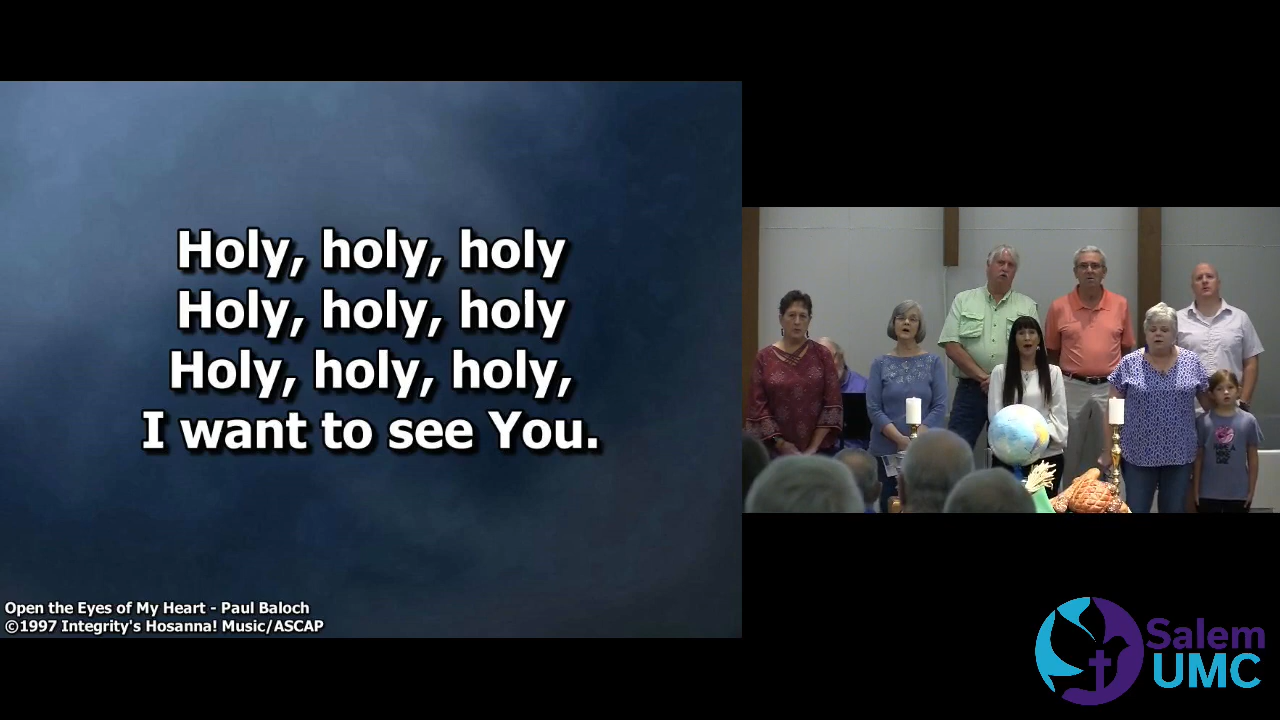 Holy, holy, holy
Holy, holy, holy
Holy, holy, holy,
I want to see You.
Open the Eyes of My Heart - Paul Baloch
©1997 Integrity's Hosanna! Music/ASCAP
Salem
UMC